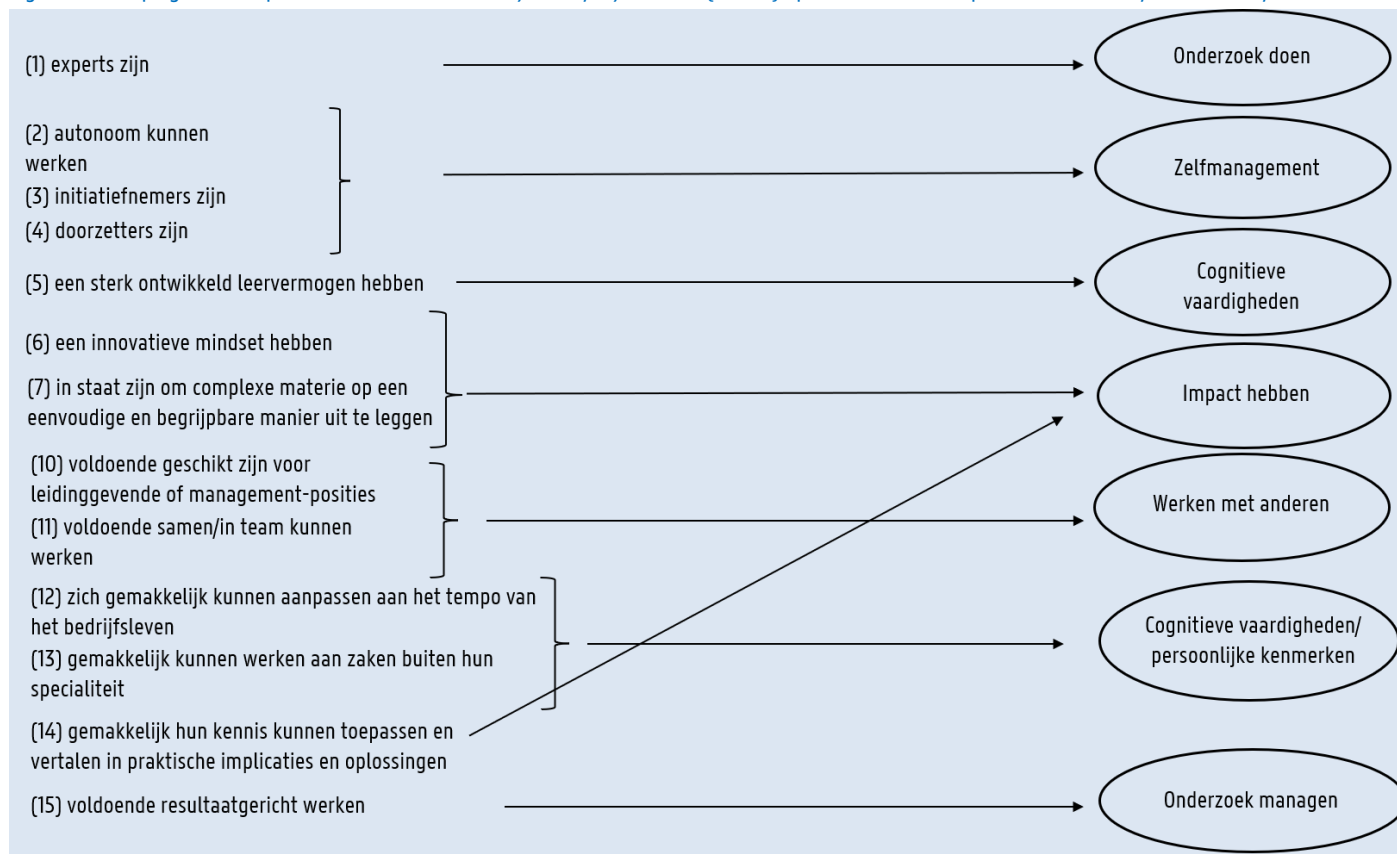 (1) experts zijn
Onderzoek doen
(2) autonoom kunnen
werken
(3) initiatiefnemers zijn
(4) doorzetters zijn
Zelfmanagement
(5) een sterk ontwikkeld leervermogen hebben
Cognitieve
vaardigheden
(6) een innovatieve mindset hebben
(7) in staat zijn om complexe materie op een
eenvoudige en begrijpbare manier uit te leggen
Impact hebben
(10) voldoende geschikt zijn voor
leidinggevende of management-posities
(11) voldoende samen/in team kunnen
werken
Werken met anderen
(12) zich gemakkelijk kunnen aanpassen aan het tempo van
het bedrijfsleven
(13) gemakkelijk kunnen werken aan zaken buiten hun
specialiteit
Cognitieve vaardigheden/
persoonlijke kenmerken
(14) gemakkelijk hun kennis kunnen toepassen en
vertalen in praktische implicaties en oplossingen
(15) voldoende resultaatgericht werken
Onderzoek managen